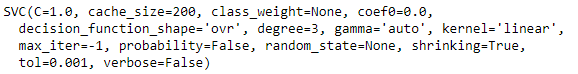 SVC(C=1.0, cache_size=200, class_weight=None, coef0=0.0,
  decision_function_shape='ovr', degree=3, gamma='auto', kernel='linear',
  max_iter=-1, probability=False, random_state=None, shrinking=True,
  tol=0.001, verbose=False)